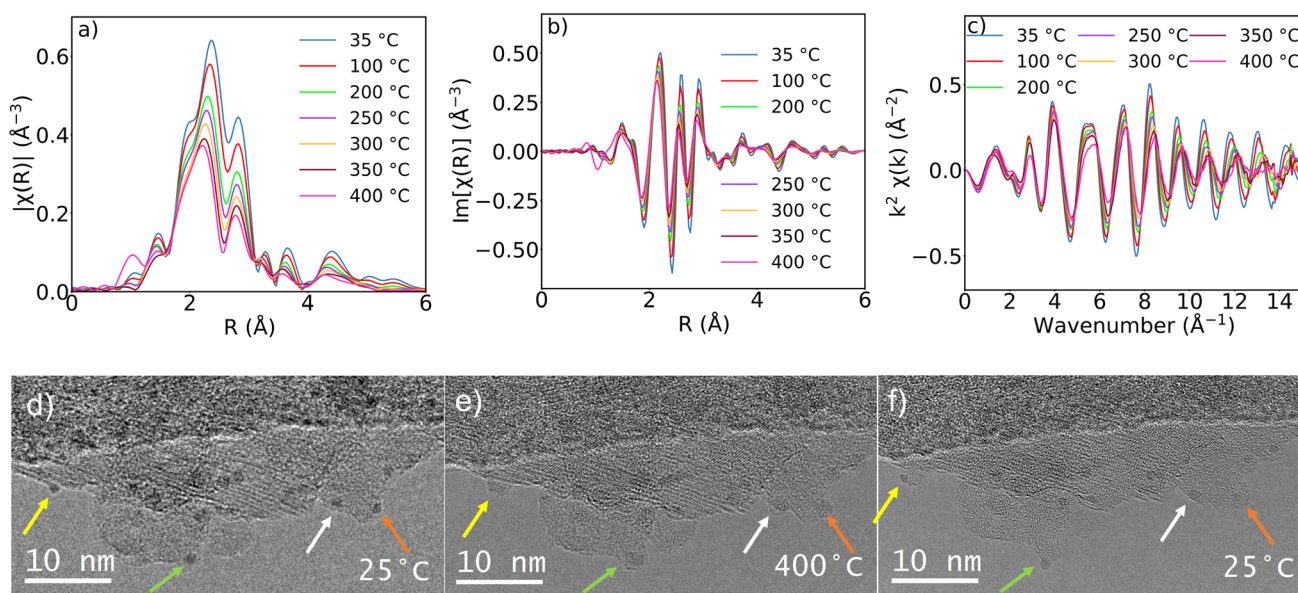 a)
35 °C
100 °C
200 °C
250 °C
300 °C
350 °C
400 °C
|χ(R)| (Å⁻³)
0.6
0.4
0.2
0.0
0 2 4 6
R (Å)
b)
35 °C
100 °C
200 °C
250 °C
300 °C
350 °C
400 °C
Im[χ(R)] (Å⁻³)
0.50
0.25
0.00
−0.25
−0.50
0 2 4 6
R (Å)
c)
35 °C 250 °C 350 °C
100 °C 300 °C 400 °C
200 °C
k² χ(k) (Å⁻²)
0.5
0.0
−0.5
0 2 4 6 8 10 12 14
Wavenumber (Å⁻¹)
d)
10 nm
25°C
e)
10 nm
400°C
f)
10 nm
25°C